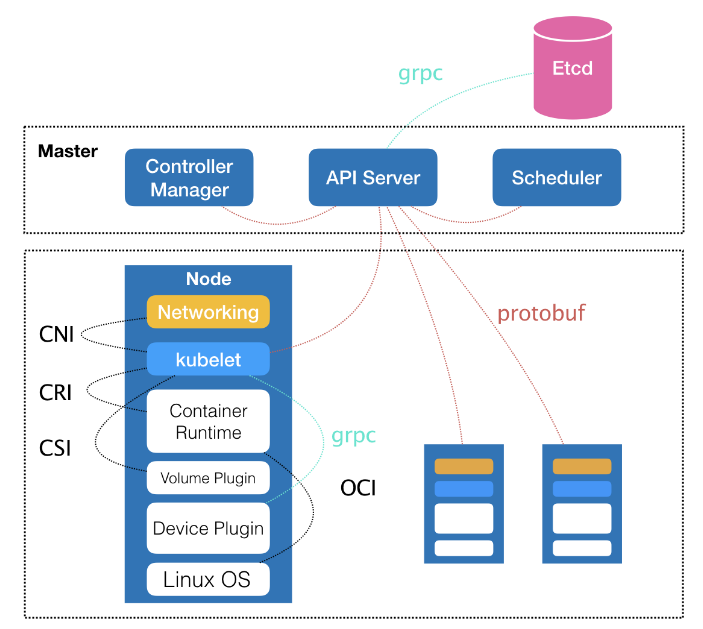 Etcd
grpc
Master
Controller
Manager
API Server
Scheduler
Node
Networking
CNI
kubelet
protobuf
CRI
Container
Runtime
CSI
grpc
Volume Plugin
OCI
Device Plugin
Linux OS